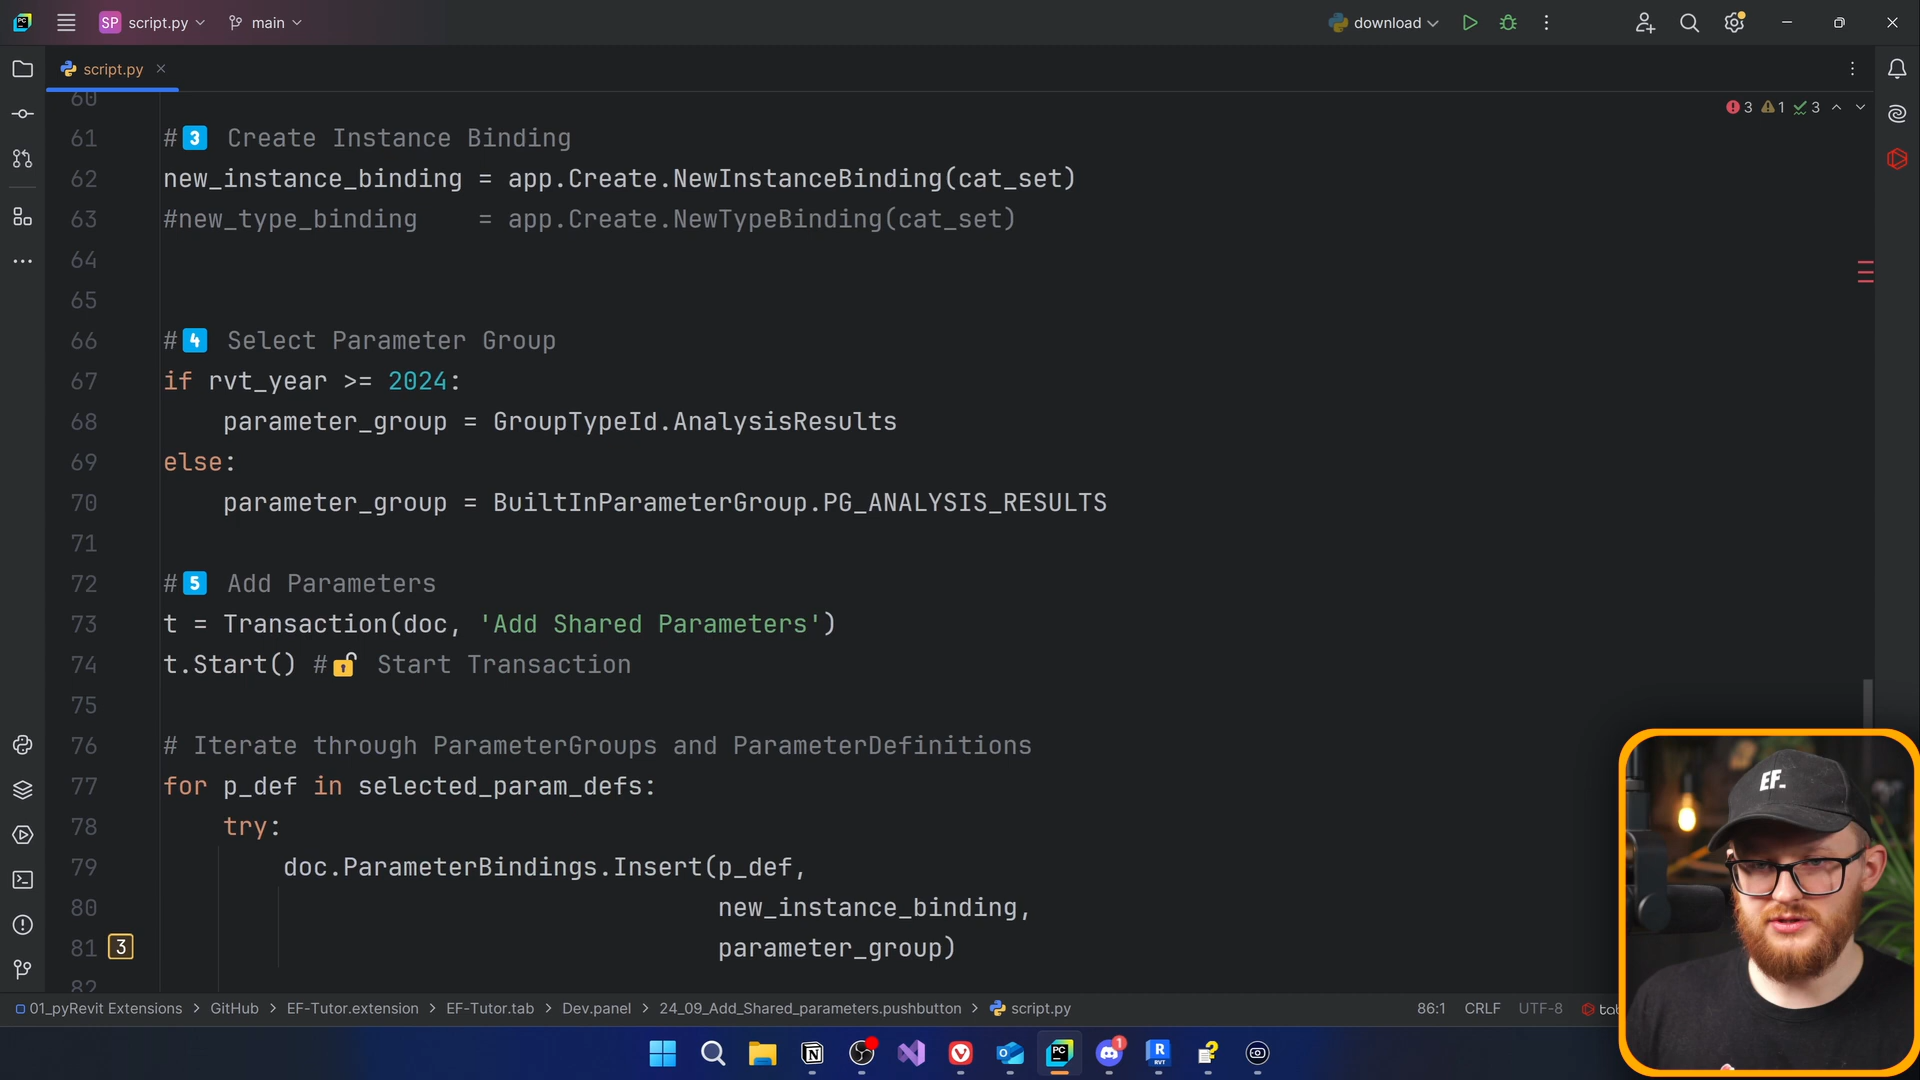 SP script.py main download
script.py
3 1 3
60
61 #3 Create Instance Binding
62 new_instance_binding = app.Create.NewInstanceBinding(cat_set)
63 #new_type_binding    = app.Create.NewTypeBinding(cat_set)
64
65
66 #4 Select Parameter Group
67 if rvt_year >= 2024:
68     parameter_group = GroupTypeId.AnalysisResults
69 else:
70     parameter_group = BuiltInParameterGroup.PG_ANALYSIS_RESULTS
71
72 #5 Add Parameters
73 t = Transaction(doc, 'Add Shared Parameters')
74 t.Start() #🔓 Start Transaction
75
76 # Iterate through ParameterGroups and ParameterDefinitions
77 for p_def in selected_param_defs:
78     try:
79         doc.ParameterBindings.Insert(p_def,
80                                      new_instance_binding,
81 3                                    parameter_group)
82
EF.
01_pyRevit Extensions > GitHub > EF-Tutor.extension > EF-Tutor.tab > Dev.panel > 24_09_Add_Shared_parameters.pushbutton > script.py 86:1 CRLF UTF-8
PC 1 R RVT